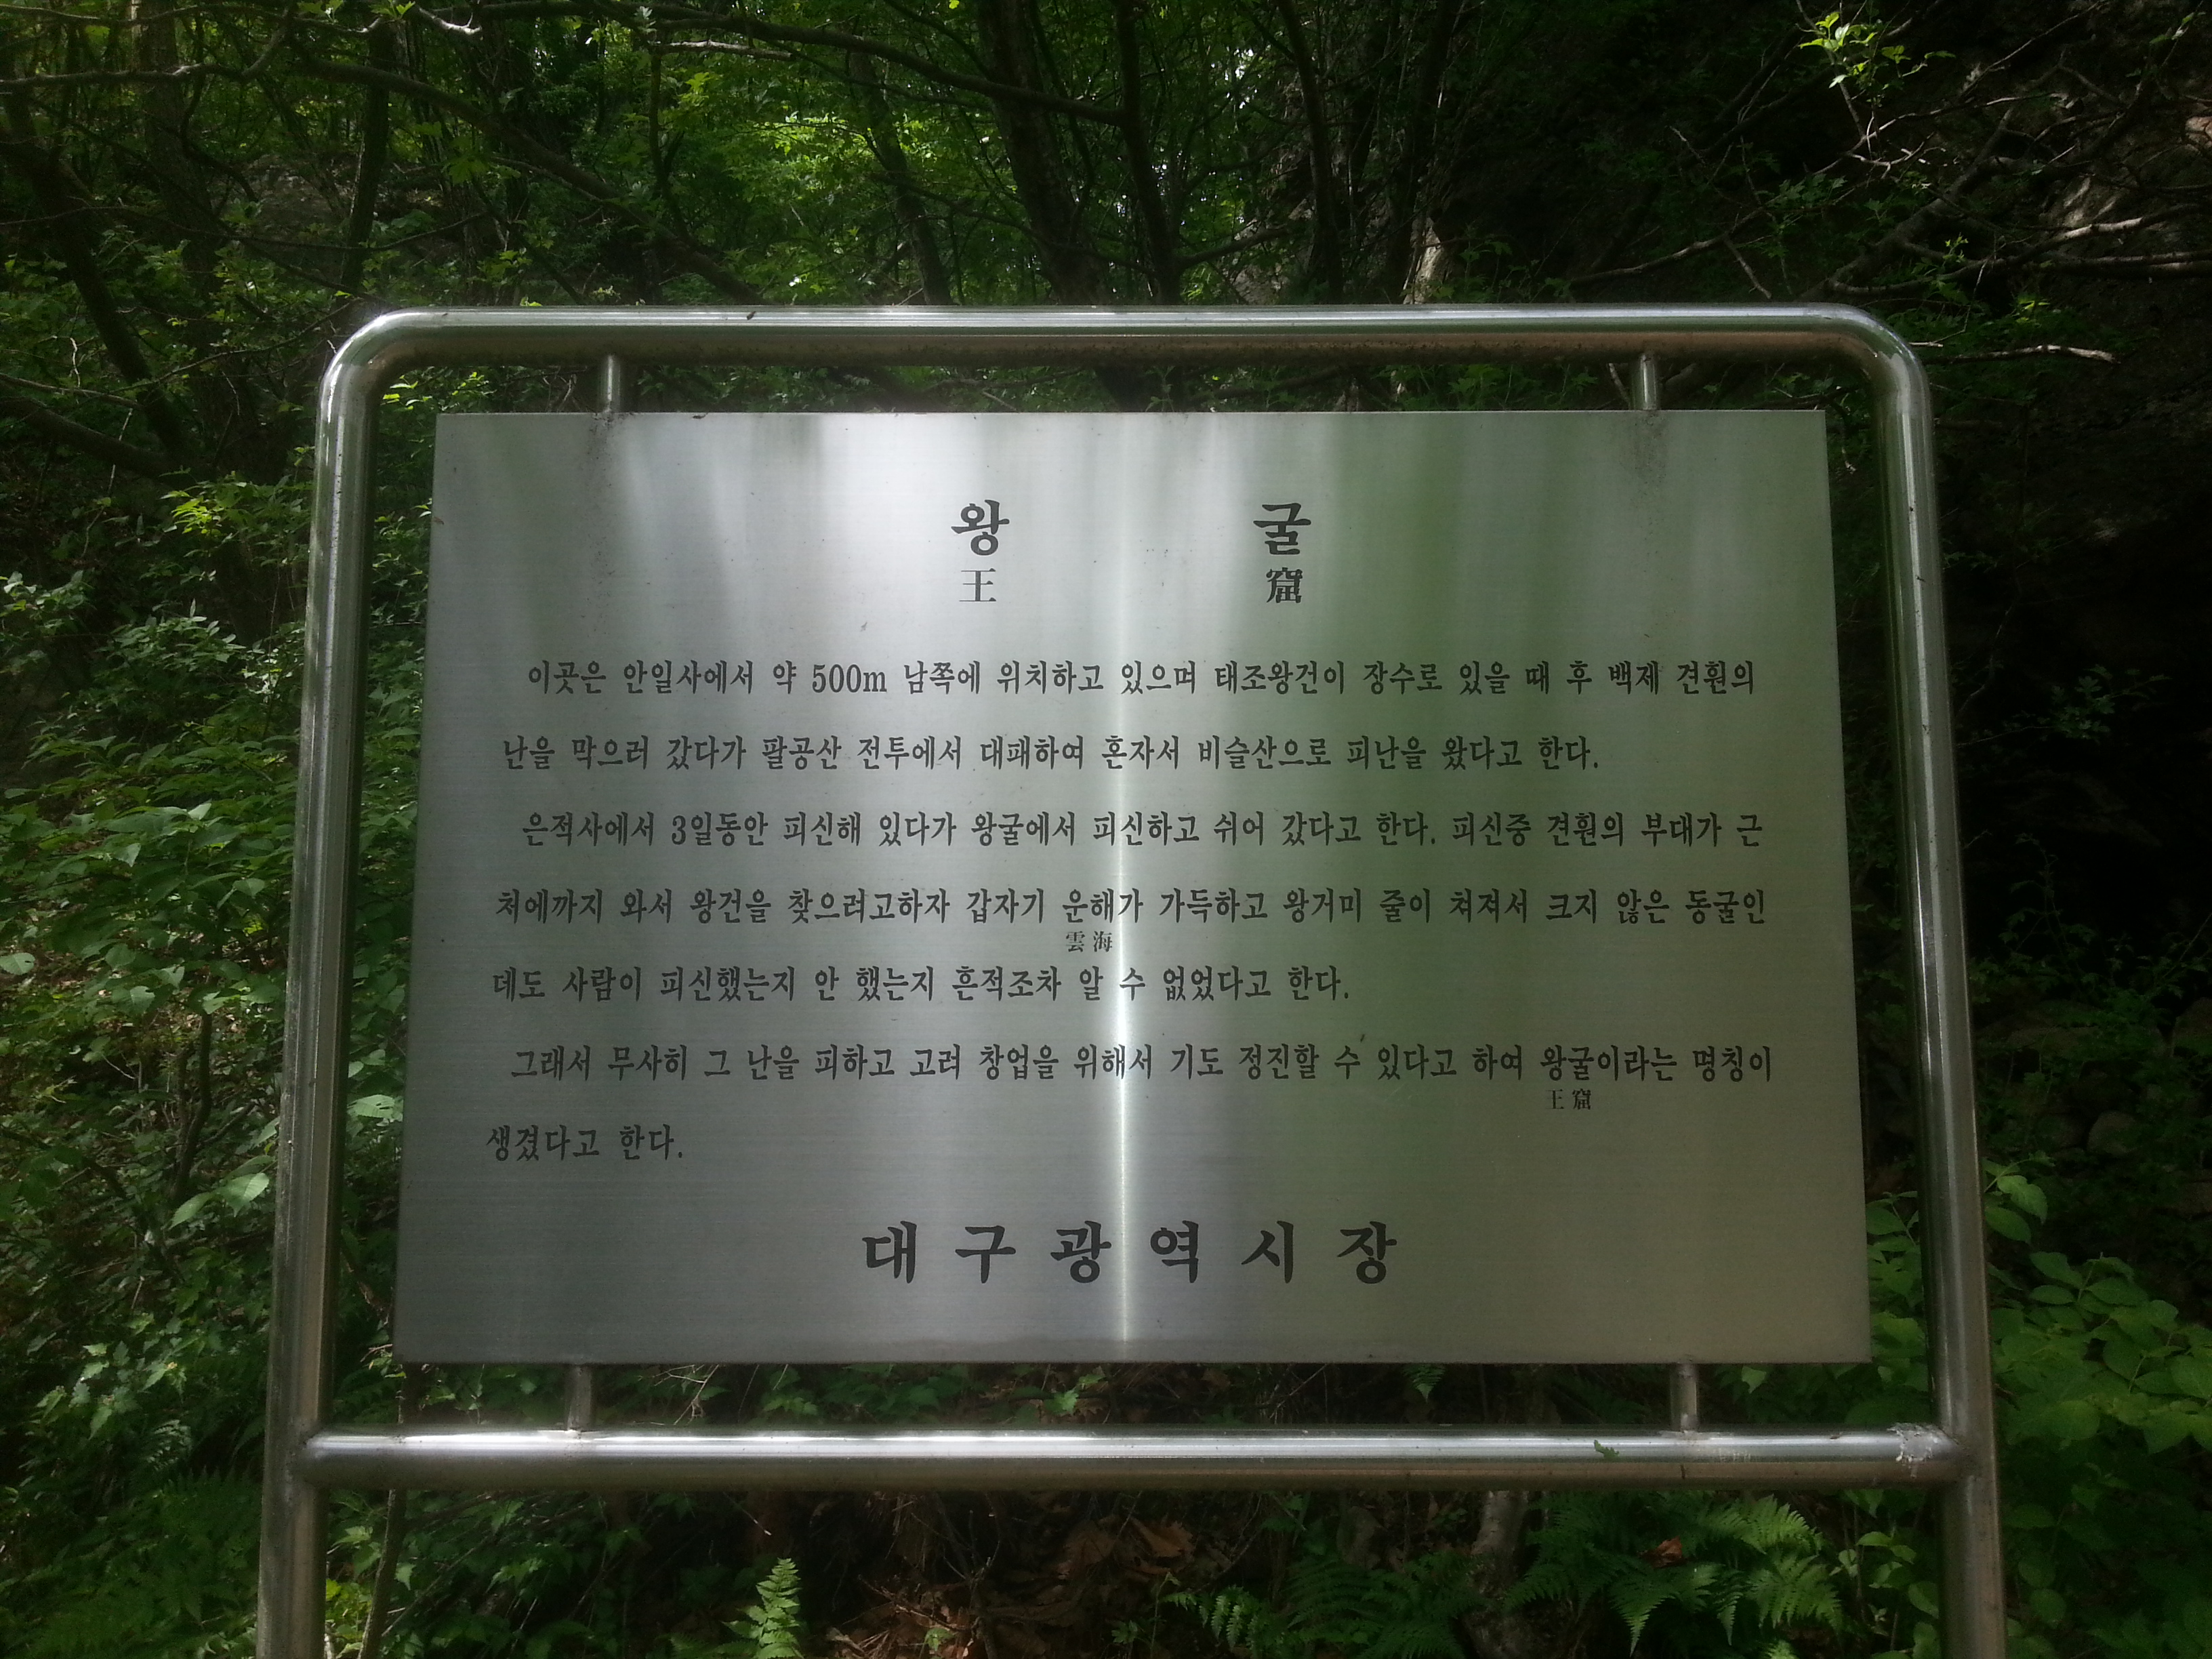 왕 굴
王 窟
이곳은 안일사에서 약 500m 남쪽에 위치하고 있으며 태조왕건이 장수로 있을 때 후 백제 견훤의
난을 막으러 갔다가 팔공산 전투에서 대패하여 혼자서 비슬산으로 피난을 왔다고 한다.
은적사에서 3일동안 피신해 있다가 왕굴에서 피신하고 쉬어 갔다고 한다. 피신중 견훤의 부대가 근
처에까지 와서 왕건을 찾으려고하자 갑자기 운해가 가득하고 왕거미 줄이 쳐져서 크지 않은 동굴인
雲海
데도 사람이 피신했는지 안 했는지 흔적조차 알 수 없었다고 한다.
그래서 무사히 그 난을 피하고 고려 창업을 위해서 기도 정진할 수 있다고 하여 왕굴이라는 명칭이
王窟
생겼다고 한다.
대구광역시장